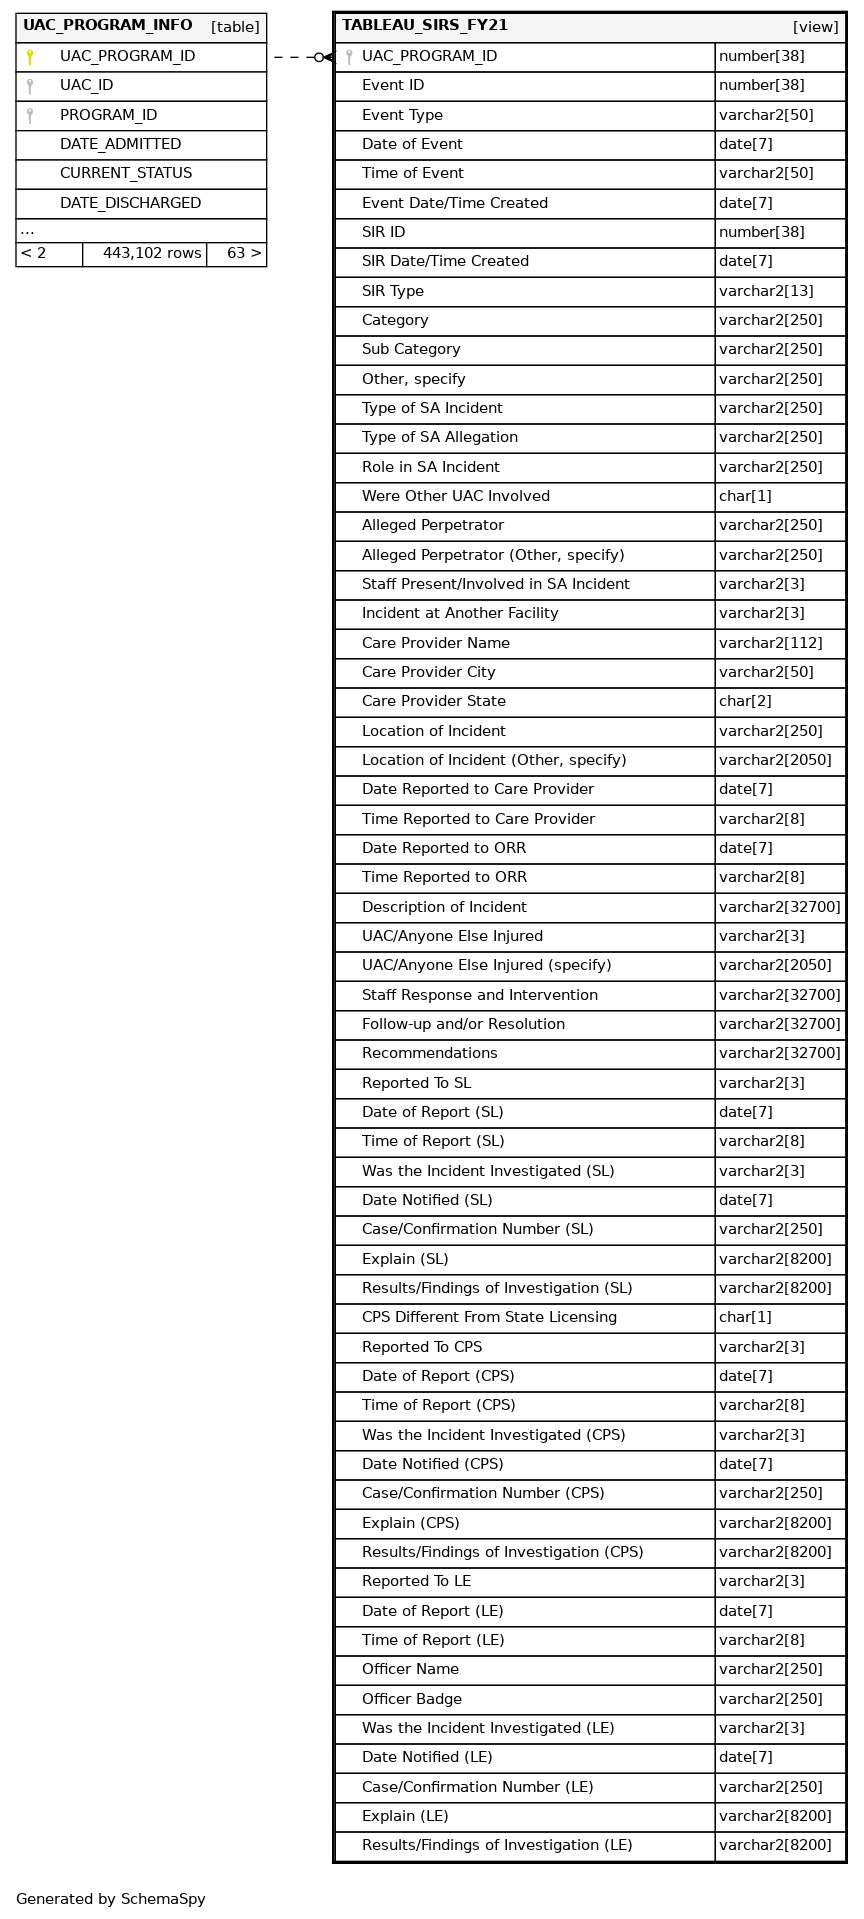 UAC_PROGRAM_INFO [table]
UAC_PROGRAM_ID
UAC_ID
PROGRAM_ID
DATE_ADMITTED
CURRENT_STATUS
DATE_DISCHARGED
...
< 2 443,102 rows 63 >
TABLEAU_SIRS_FY21 [view]
UAC_PROGRAM_ID number[38]
Event ID number[38]
Event Type varchar2[50]
Date of Event date[7]
Time of Event varchar2[50]
Event Date/Time Created date[7]
SIR ID number[38]
SIR Date/Time Created date[7]
SIR Type varchar2[13]
Category varchar2[250]
Sub Category varchar2[250]
Other, specify varchar2[250]
Type of SA Incident varchar2[250]
Type of SA Allegation varchar2[250]
Role in SA Incident varchar2[250]
Were Other UAC Involved char[1]
Alleged Perpetrator varchar2[250]
Alleged Perpetrator (Other, specify) varchar2[250]
Staff Present/Involved in SA Incident varchar2[3]
Incident at Another Facility varchar2[3]
Care Provider Name varchar2[112]
Care Provider City varchar2[50]
Care Provider State char[2]
Location of Incident varchar2[250]
Location of Incident (Other, specify) varchar2[2050]
Date Reported to Care Provider date[7]
Time Reported to Care Provider varchar2[8]
Date Reported to ORR date[7]
Time Reported to ORR varchar2[8]
Description of Incident varchar2[32700]
UAC/Anyone Else Injured varchar2[3]
UAC/Anyone Else Injured (specify) varchar2[2050]
Staff Response and Intervention varchar2[32700]
Follow-up and/or Resolution varchar2[32700]
Recommendations varchar2[32700]
Reported To SL varchar2[3]
Date of Report (SL) date[7]
Time of Report (SL) varchar2[8]
Was the Incident Investigated (SL) varchar2[3]
Date Notified (SL) date[7]
Case/Confirmation Number (SL) varchar2[250]
Explain (SL) varchar2[8200]
Results/Findings of Investigation (SL) varchar2[8200]
CPS Different From State Licensing char[1]
Reported To CPS varchar2[3]
Date of Report (CPS) date[7]
Time of Report (CPS) varchar2[8]
Was the Incident Investigated (CPS) varchar2[3]
Date Notified (CPS) date[7]
Case/Confirmation Number (CPS) varchar2[250]
Explain (CPS) varchar2[8200]
Results/Findings of Investigation (CPS) varchar2[8200]
Reported To LE varchar2[3]
Date of Report (LE) date[7]
Time of Report (LE) varchar2[8]
Officer Name varchar2[250]
Officer Badge varchar2[250]
Was the Incident Investigated (LE) varchar2[3]
Date Notified (LE) date[7]
Case/Confirmation Number (LE) varchar2[250]
Explain (LE) varchar2[8200]
Results/Findings of Investigation (LE) varchar2[8200]
Generated by SchemaSpy